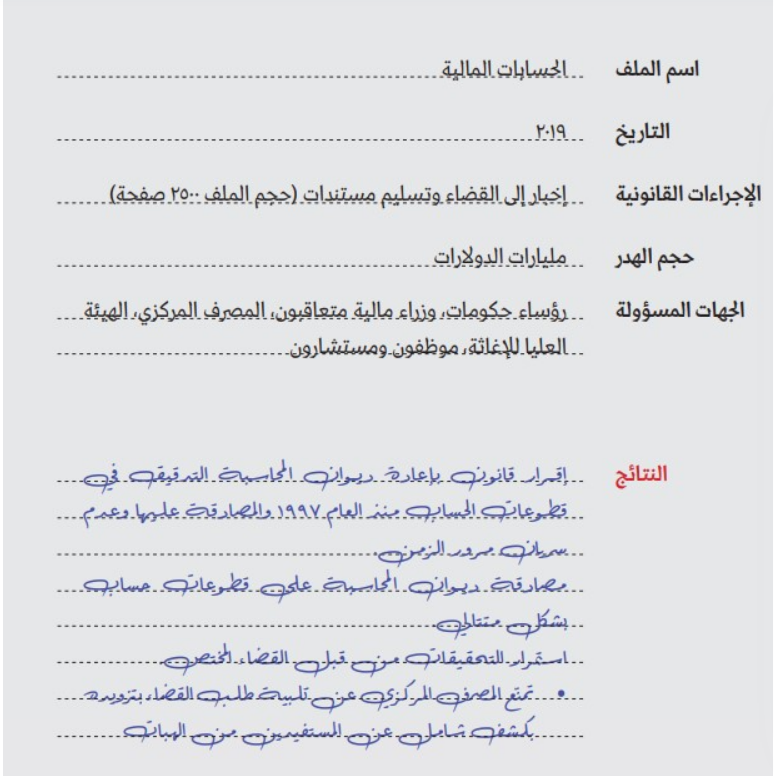 اسم الملف الحسابات المالية
التاريخ ٢٠١٩
الإجراءات القانونية إخبار إلى القضاء وتسليم مستندات (حجم الملف ٢٥٠٠ صفحة)
حجم الهدر مليارات الدولارات
الجهات المسؤولة رؤساء حكومات، وزراء مالية متعاقبون، المصرف المركزي، الهيئة
العليا للإغاثة، موظفون ومستشارون
النتائج إقرار قانون بإعادة ديوان المحاسبة التدقيق في
قطوعات الحساب منذ العام ١٩٩٧ والمصادقة عليها وعدم
سريان مرور الزمن.
مصادقة ديوان المحاسبة على قطوعات حساب
بشكل متتالٍ.
استمرار التحقيقات من قبل القضاء المختص
• تمنّع المصرف المركزي عن تلبية طلب القضاء بتزويده
بكشف شامل عن المستفيدين من الهبات